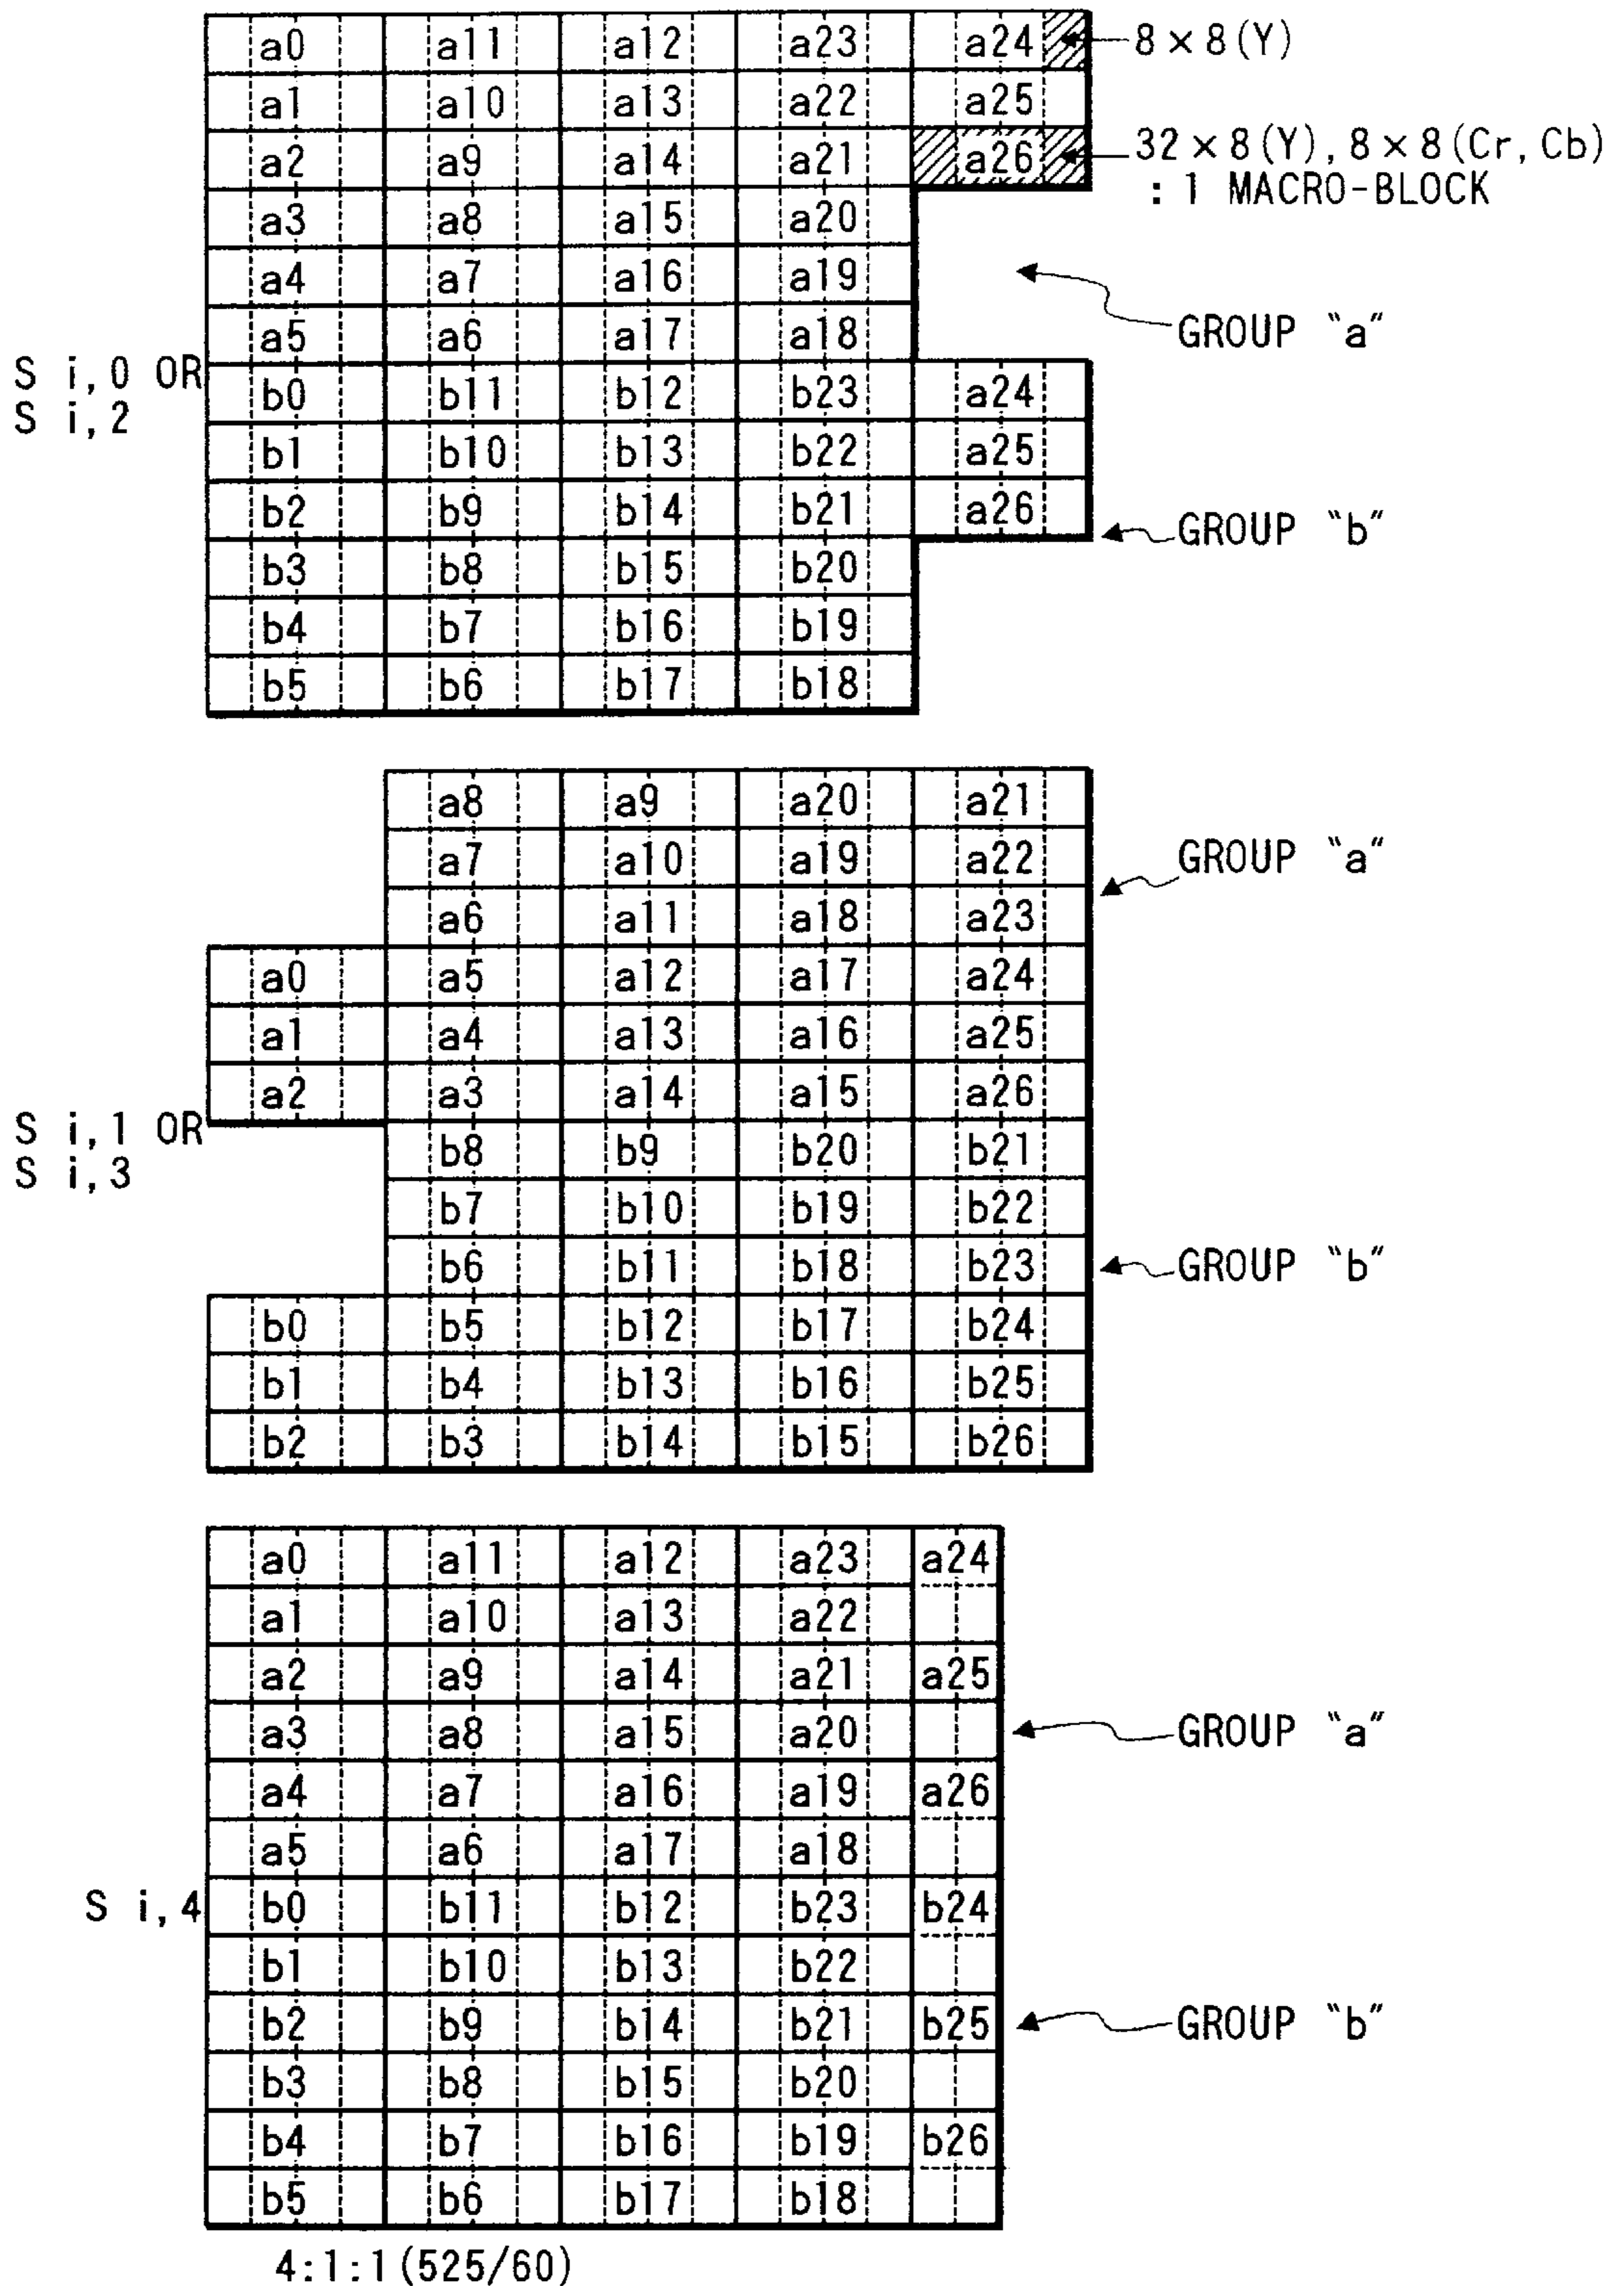 a0 a11 a12 a23 a24 8×8(Y)
a1 a10 a13 a22 a25
a2 a9 a14 a21 a26 32×8(Y),8×8(Cr,Cb)
:1 MACRO-BLOCK
a3 a8 a15 a20
a4 a7 a16 a19
GROUP "a"
a5 a6 a17 a18
S i,0 OR
S i,2
b0 b11 b12 b23 a24
b1 b10 b13 b22 a25
b2 b9 b14 b21 a26
GROUP "b"
b3 b8 b15 b20
b4 b7 b16 b19
b5 b6 b17 b18
a8 a9 a20 a21
a7 a10 a19 a22
GROUP "a"
a6 a11 a18 a23
a0 a5 a12 a17 a24
a1 a4 a13 a16 a25
a2 a3 a14 a15 a26
S i,1 OR
S i,3
b8 b9 b20 b21
b7 b10 b19 b22
b6 b11 b18 b23
GROUP "b"
b0 b5 b12 b17 b24
b1 b4 b13 b16 b25
b2 b3 b14 b15 b26
a0 a11 a12 a23 a24
a1 a10 a13 a22
a2 a9 a14 a21 a25
a3 a8 a15 a20
GROUP "a"
a4 a7 a16 a19 a26
a5 a6 a17 a18
S i,4
b0 b11 b12 b23 b24
b1 b10 b13 b22
b2 b9 b14 b21 b25
GROUP "b"
b3 b8 b15 b20
b4 b7 b16 b19 b26
b5 b6 b17 b18
4:1:1(525/60)